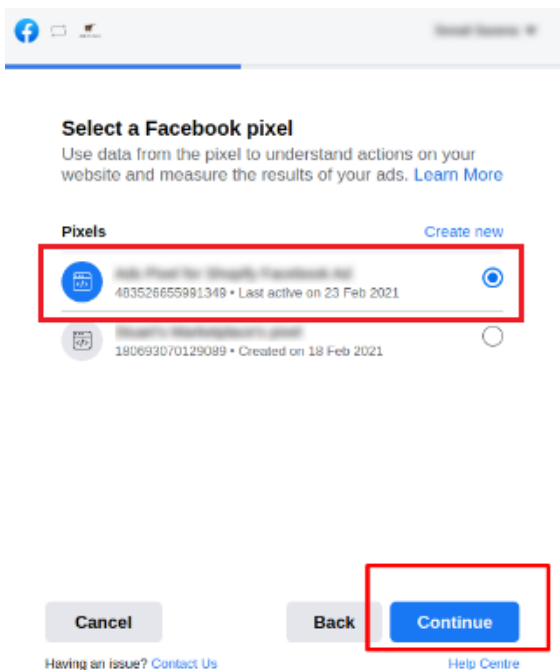 Select a Facebook pixel
Use data from the pixel to understand actions on your
website and measure the results of your ads. Learn More
Pixels Create new
483526655991349 • Last active on 23 Feb 2021
180693070129089 • Created on 18 Feb 2021
Cancel Back Continue
Having an issue? Contact Us Help Centre